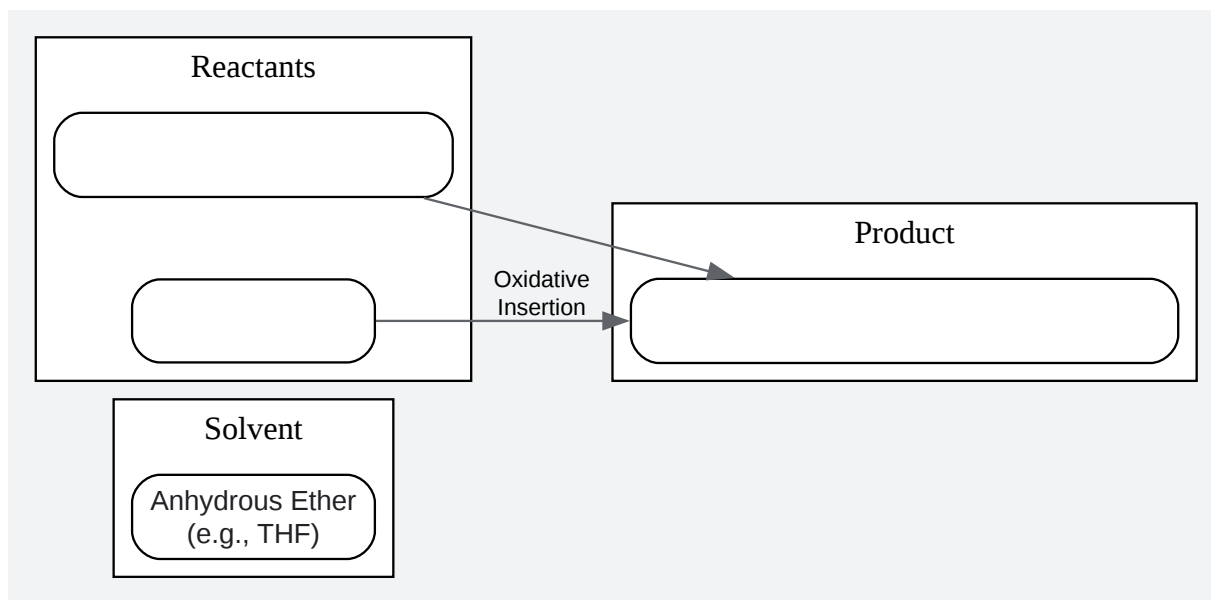 Reactants
Product
Oxidative
Insertion
Solvent
Anhydrous Ether
(e.g., THF)